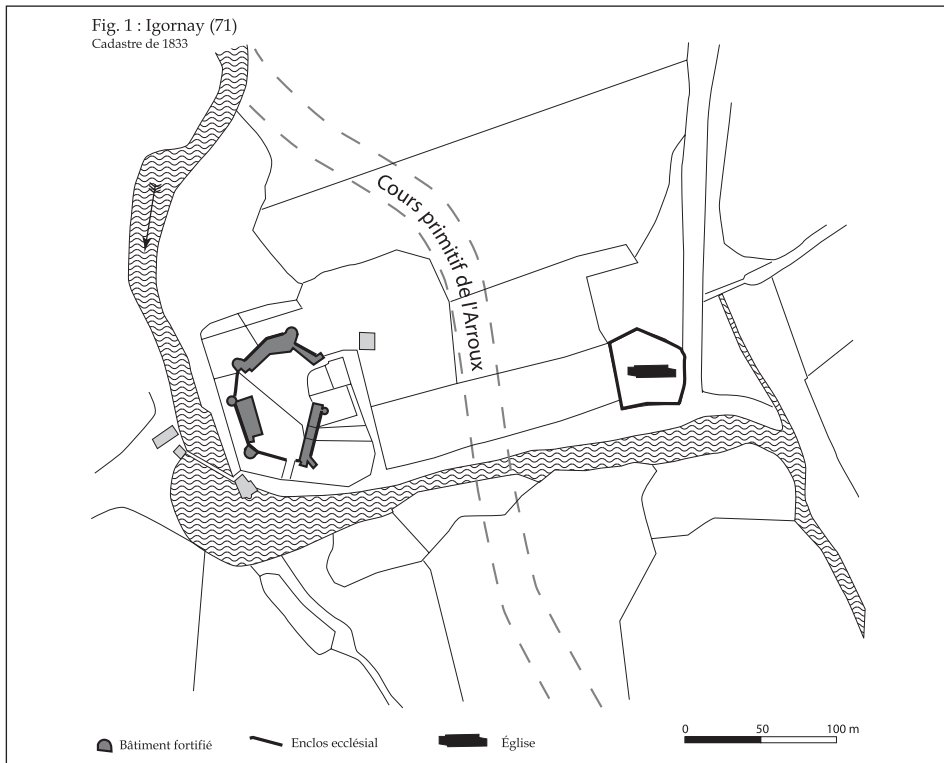 Fig. 1 : Igornay (71)
Cadastre de 1833
Cours primitif de l'Arroux
Bâtiment fortifié
Enclos ecclésial
Église
0 50 100 m